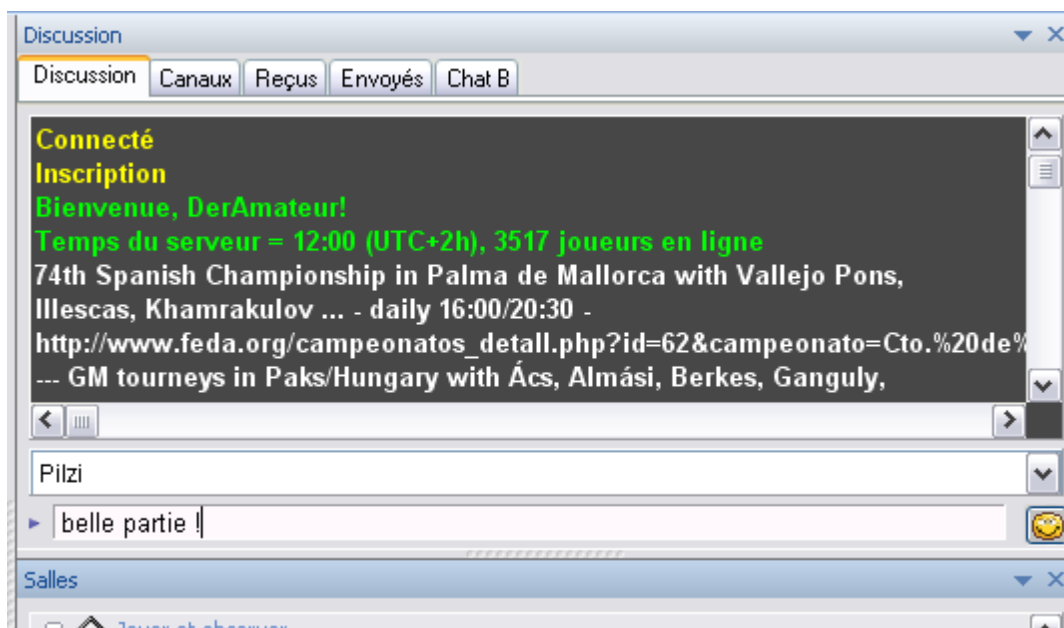 Discussion
Discussion Canaux Reçus Envoyés Chat B
Connecté
Inscription
Bienvenue, DerAmateur!
Temps du serveur = 12:00 (UTC+2h), 3517 joueurs en ligne
74th Spanish Championship in Palma de Mallorca with Vallejo Pons,
Illescas, Khamrakulov ... - daily 16:00/20:30 -
http://www.feda.org/campeonatos_detall.php?id=62&campeonato=Cto.%20de%
--- GM tourneys in Paks/Hungary with Ács, Almási, Berkes, Ganguly,
Pilzi
belle partie !
Salles
Jouer et observer